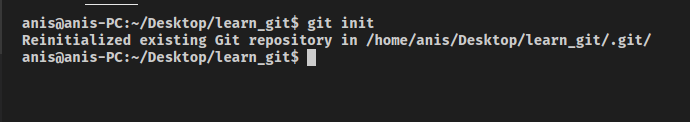 anis@anis-PC:~/Desktop/learn_git$ git init
Reinitialized existing Git repository in /home/anis/Desktop/learn_git/.git/
anis@anis-PC:~/Desktop/learn_git$